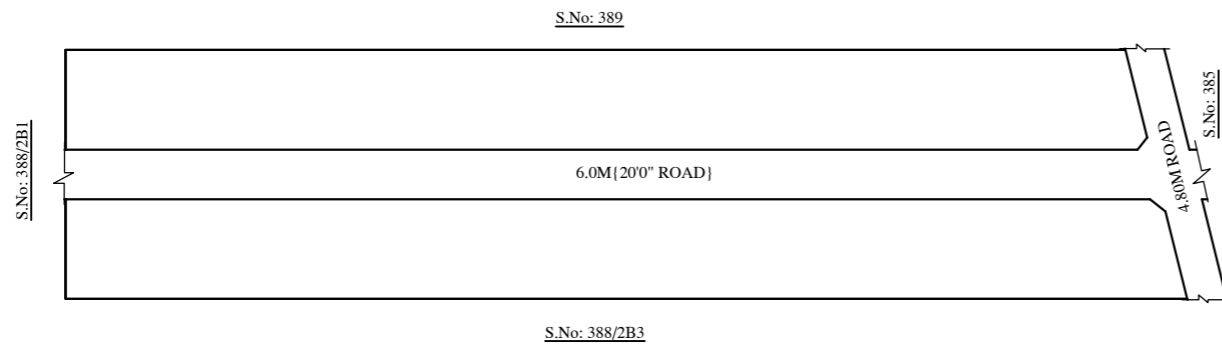 S.No: 389
S.No: 385
4.80M ROAD
S.No: 388/2B1
6.0M{20'0" ROAD}
S.No: 388/2B3